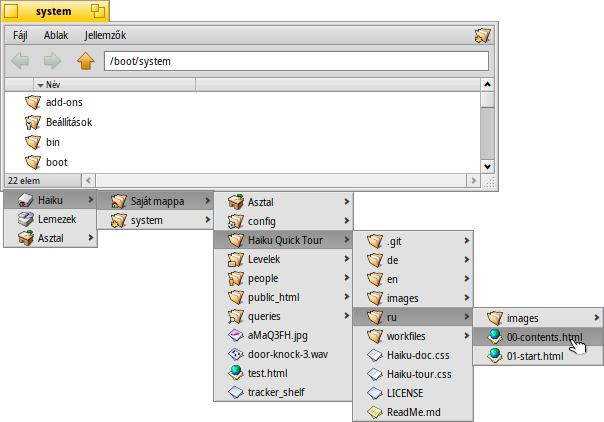 system
Fájl Ablak Jellemzők
/boot/system
Név
add-ons
Beállítások
bin
boot
22 elem
Haiku
Lemezek
Asztal
Saját mappa
system
Asztal
config
Haiku Quick Tour
Levelek
people
public_html
queries
aMaQ3FH.jpg
door-knock-3.wav
test.html
tracker_shelf
.git
de
en
images
ru
workfiles
Haiku-doc.css
Haiku-tour.css
LICENSE
ReadMe.md
images
00-contents.html
01-start.html